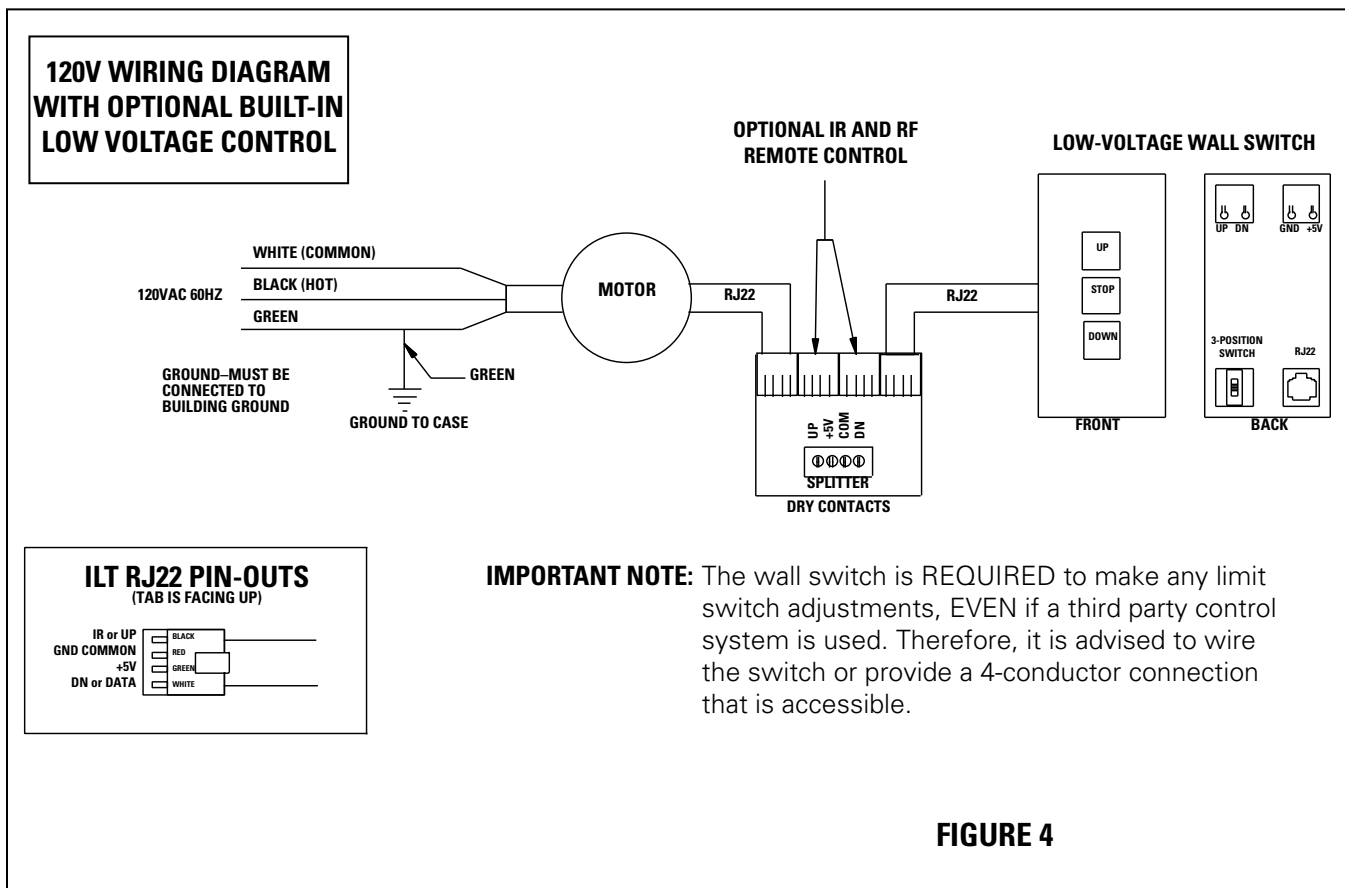 120V WIRING DIAGRAM
WITH OPTIONAL BUILT-IN
LOW VOLTAGE CONTROL
OPTIONAL IR AND RF
REMOTE CONTROL
LOW-VOLTAGE WALL SWITCH
WHITE (COMMON)
BLACK (HOT)
120VAC 60HZ
GREEN
GROUND–MUST BE
CONNECTED TO
BUILDING GROUND
GREEN
GROUND TO CASE
MOTOR
RJ22
RJ22
UP
+5V
COM
DN
SPLITTER
DRY CONTACTS
UP
STOP
DOWN
FRONT
UP DN
GND +5V
3-POSITION
SWITCH
RJ22
BACK
ILT RJ22 PIN-OUTS
(TAB IS FACING UP)
IR or UP BLACK
GND COMMON RED
+5V GREEN
DN or DATA WHITE
IMPORTANT NOTE: The wall switch is REQUIRED to make any limit
switch adjustments, EVEN if a third party control
system is used. Therefore, it is advised to wire
the switch or provide a 4-conductor connection
that is accessible.
FIGURE 4